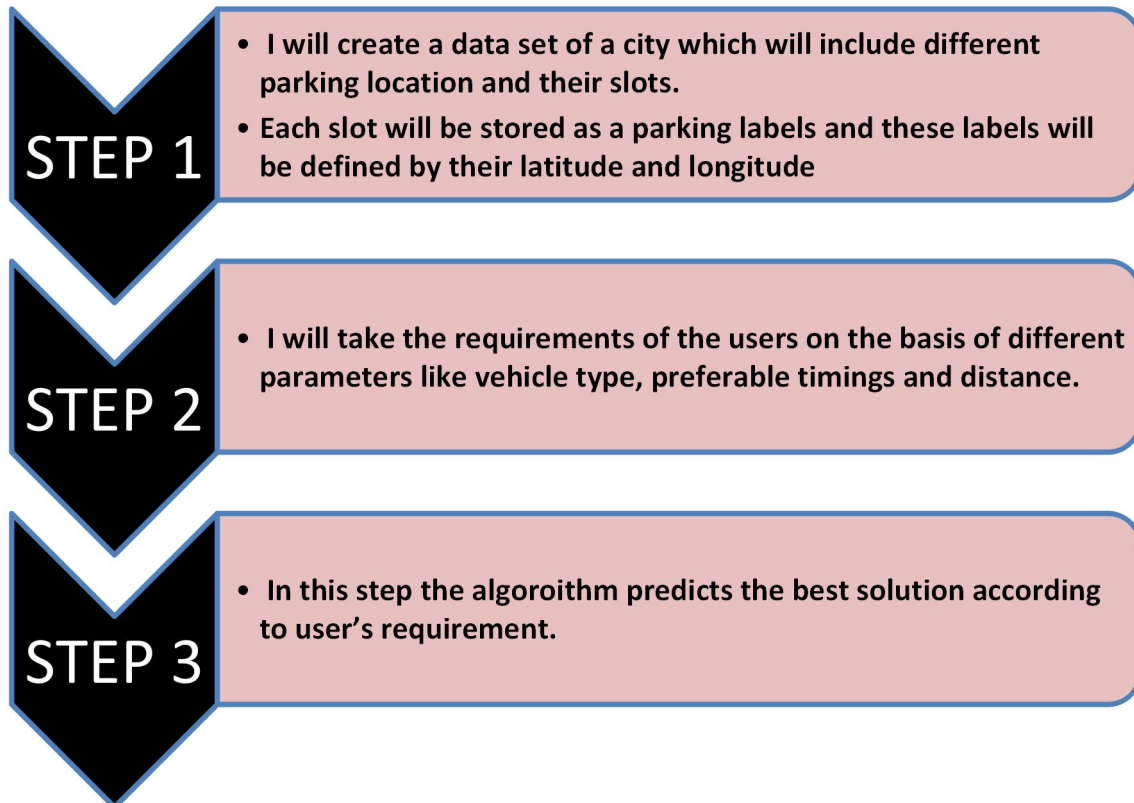 STEP 1
• I will create a data set of a city which will include different
parking location and their slots.
• Each slot will be stored as a parking labels and these labels will
be defined by their latitude and longitude
STEP 2
• I will take the requirements of the users on the basis of different
parameters like vehicle type, preferable timings and distance.
STEP 3
• In this step the algoroithm predicts the best solution according
to user’s requirement.